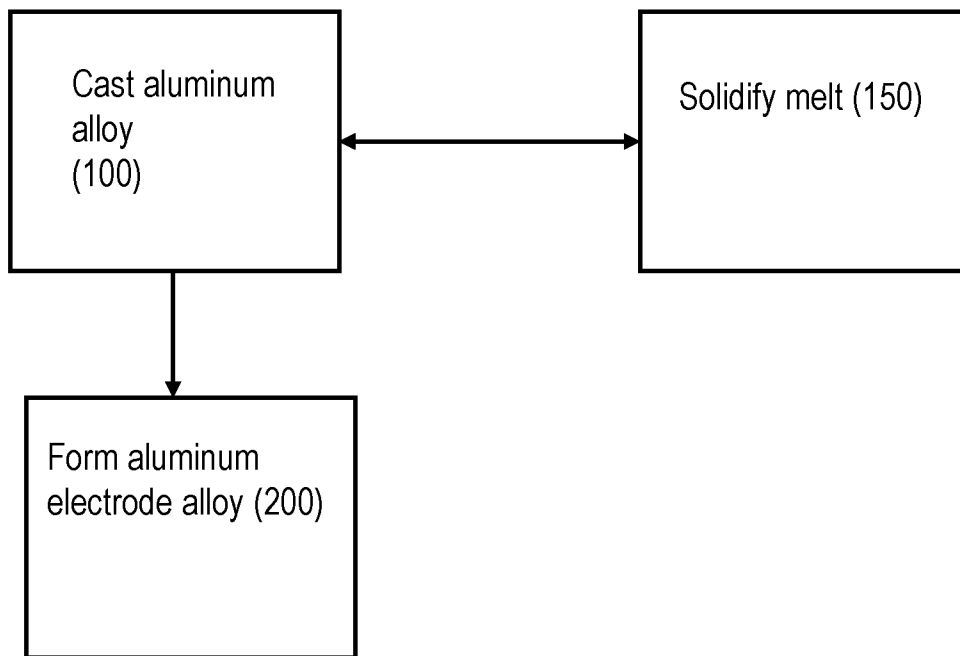 Cast aluminum
alloy
(100)
Solidify melt (150)
Form aluminum
electrode alloy (200)